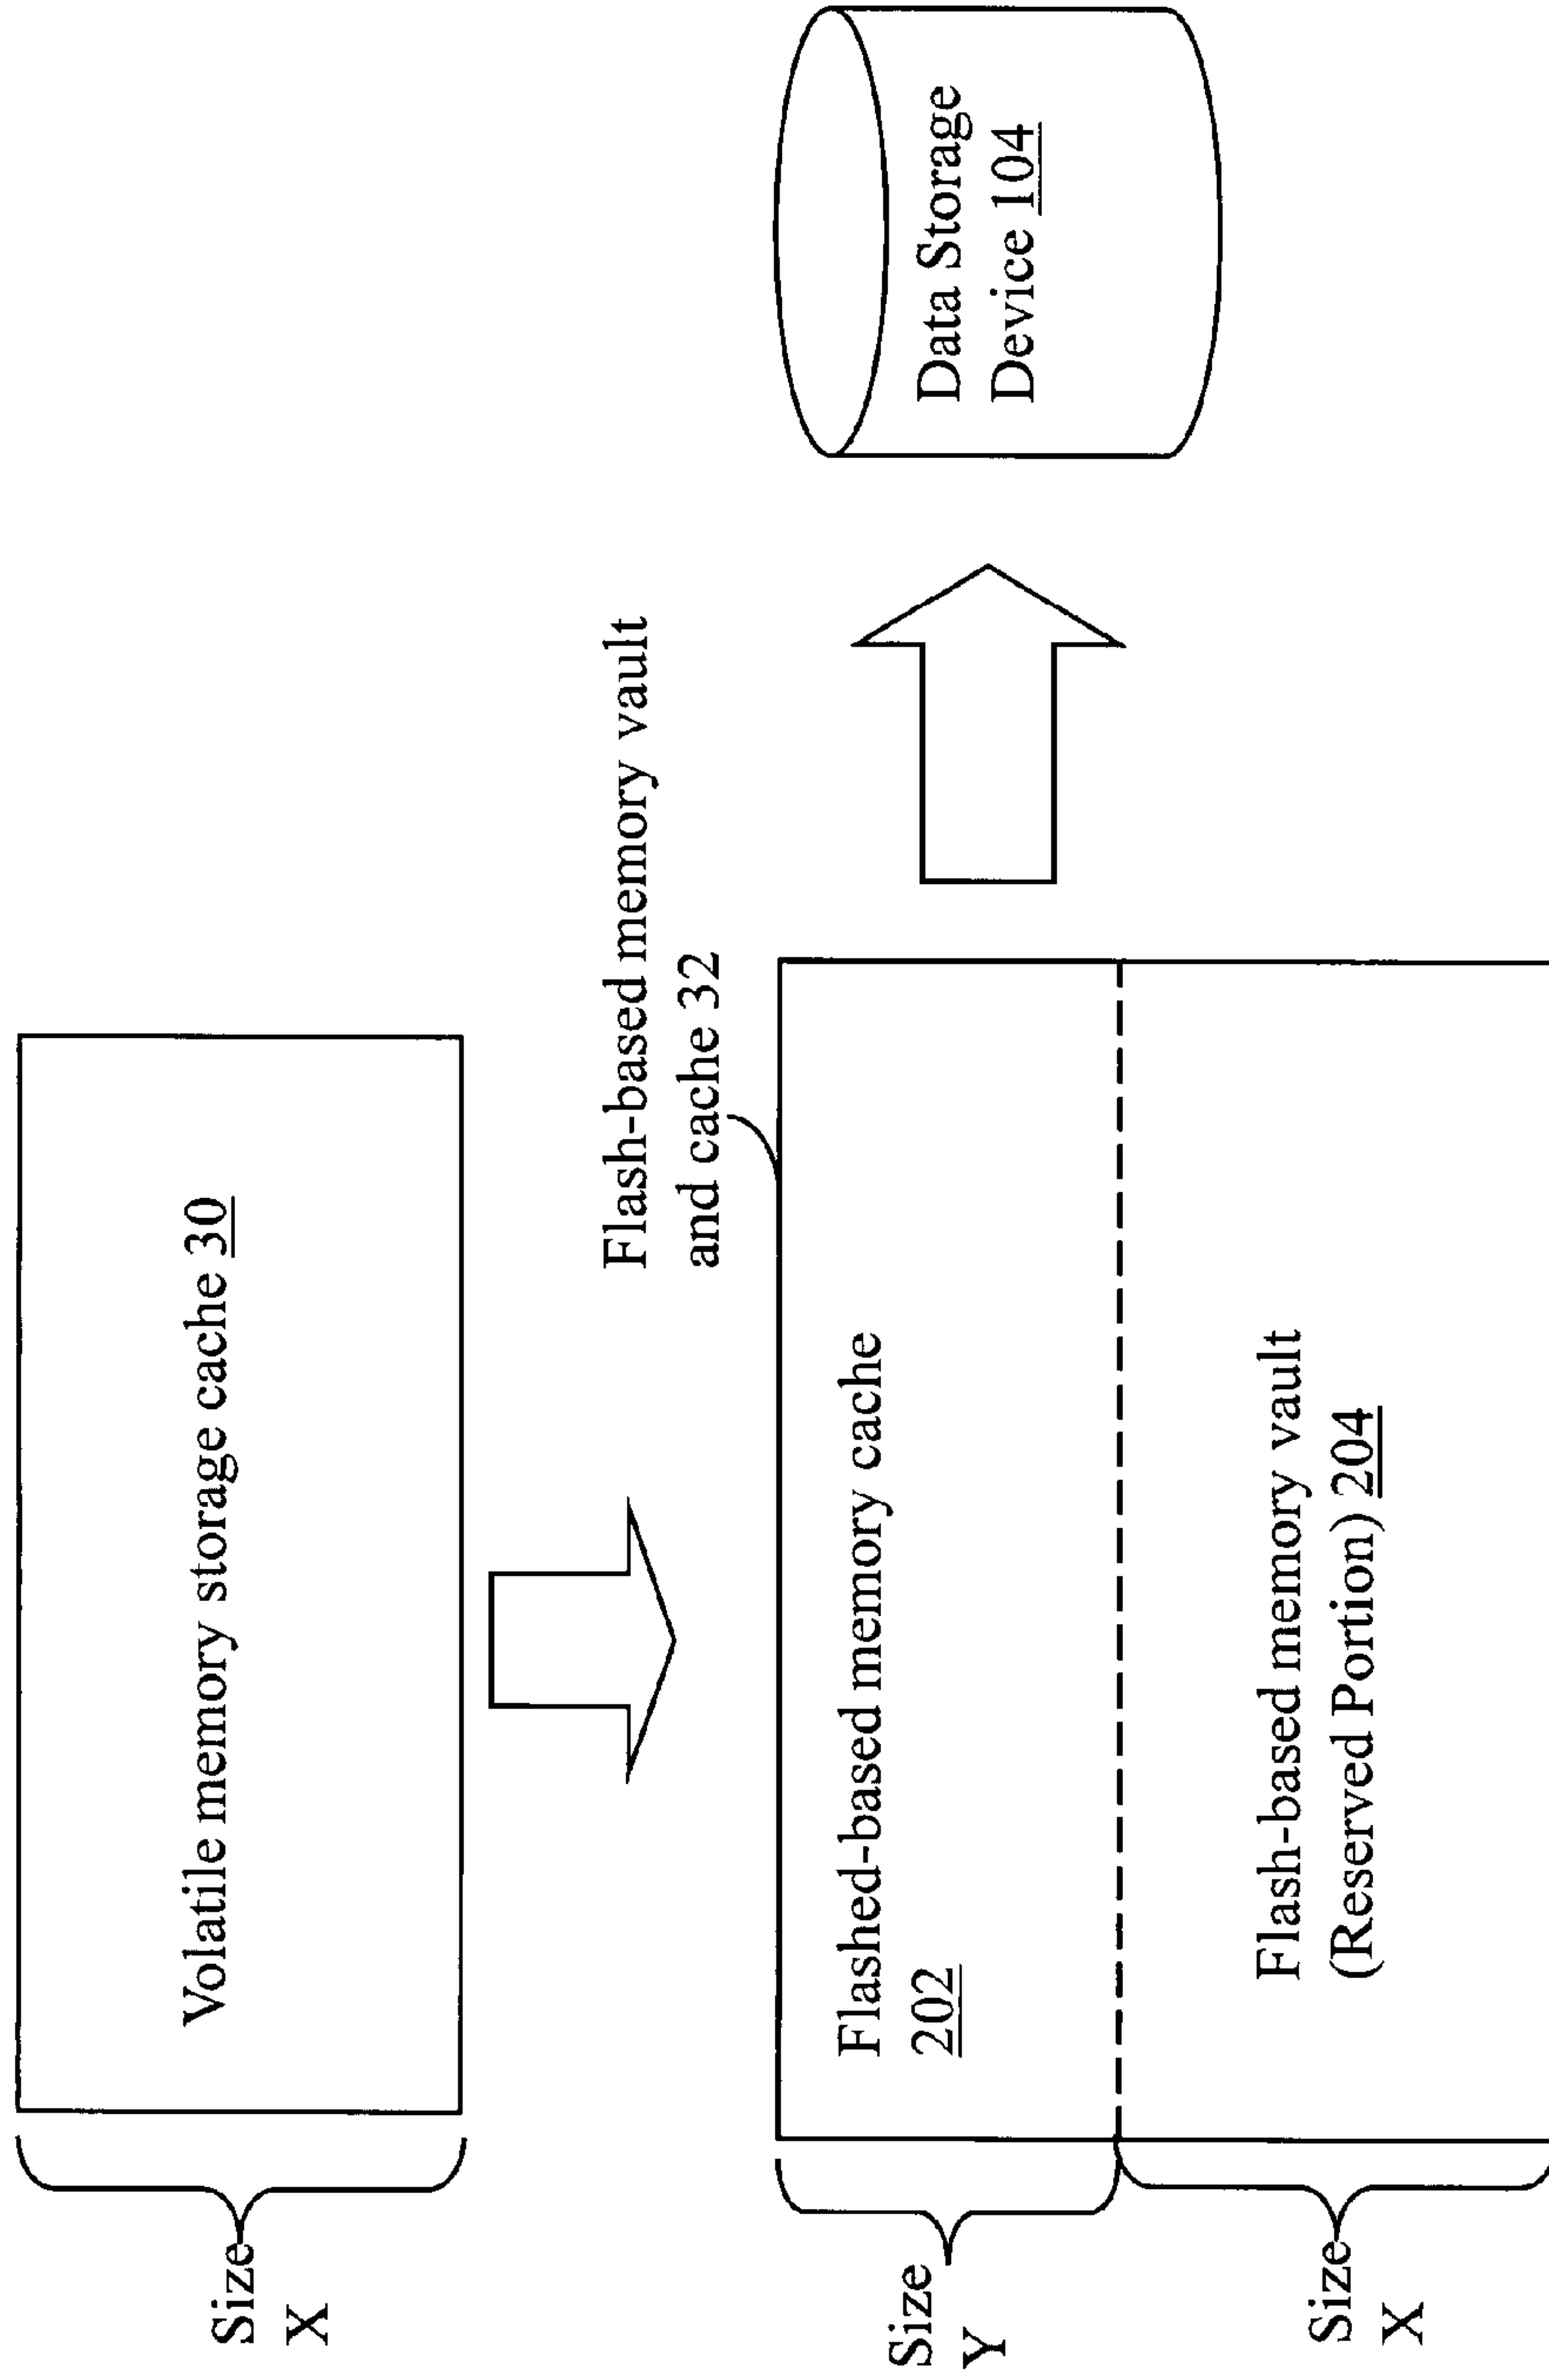 Size
X
Volatile memory storage cache 30
Flash-based memory vault
and cache 32
Size
Y
Flashed-based memory cache
202
Size
X
Flash-based memory vault
(Reserved Portion) 204
Data Storage
Device 104